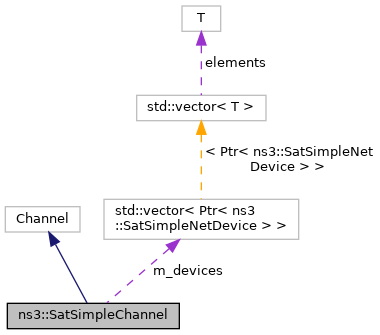 T
elements
std::vector< T >
< Ptr< ns3::SatSimpleNet
Device > >
std::vector< Ptr< ns3
::SatSimpleNetDevice > >
Channel
m_devices
ns3::SatSimpleChannel